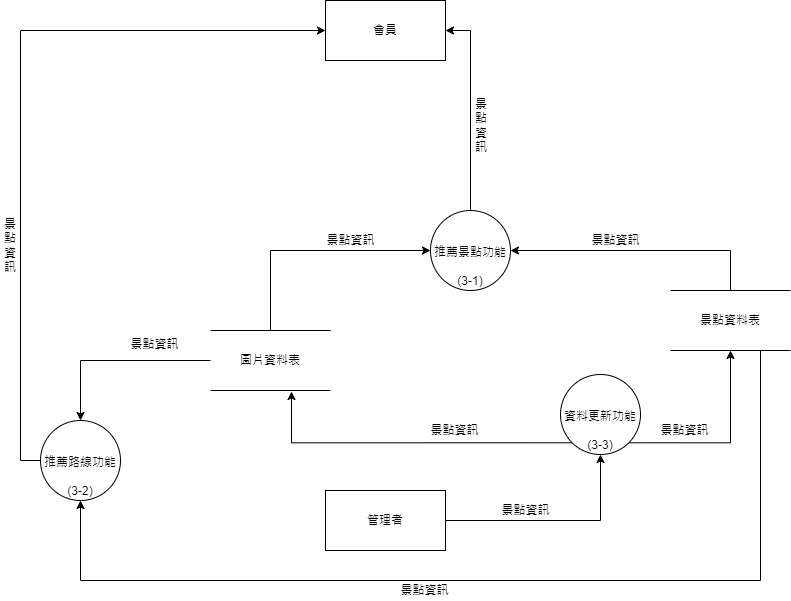 會員
景點資訊
景點資訊
景點資訊
景點資訊
推薦景點功能
(3-1)
景點資料表
景點資訊
圖片資料表
資料更新功能
(3-3)
景點資訊
景點資訊
推薦路線功能
(3-2)
管理者
景點資訊
景點資訊